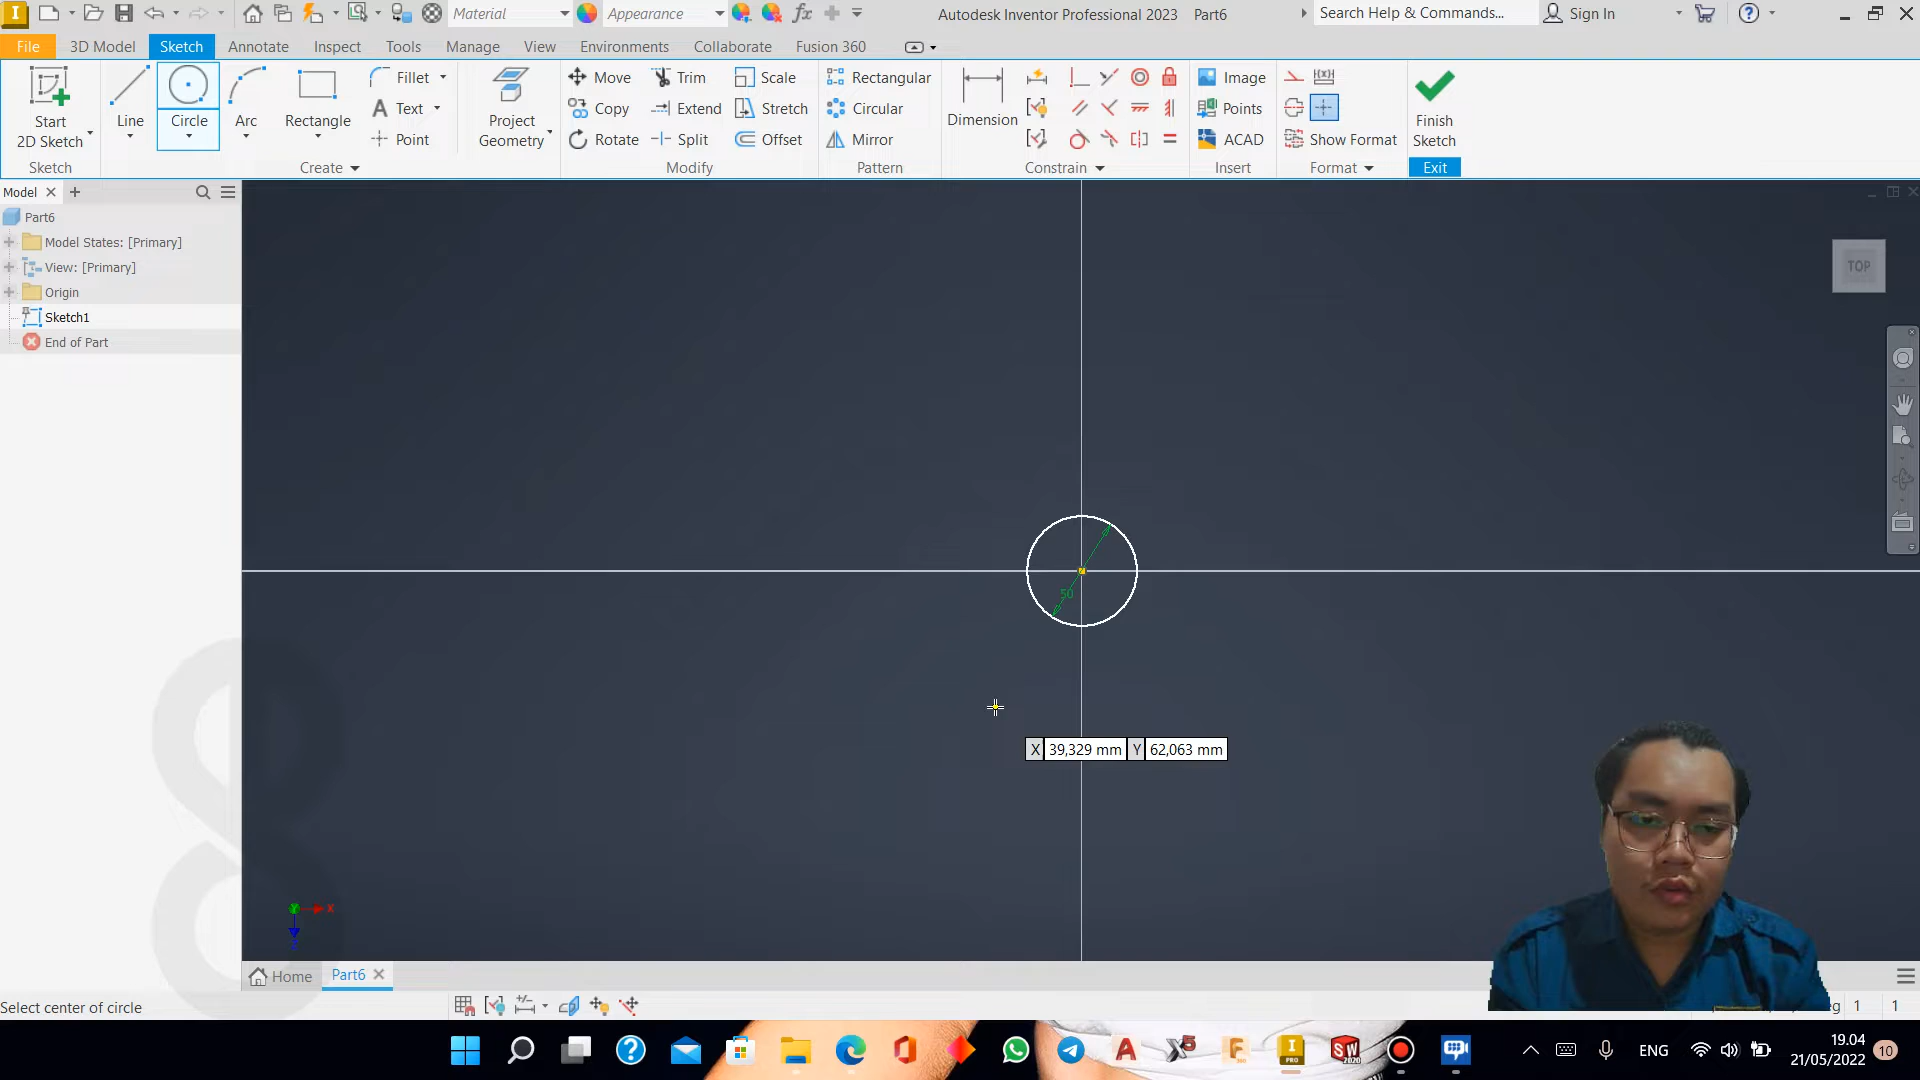 Material
Appearance
fx
Autodesk Inventor Professional 2023 Part6
Search Help & Commands...
Sign In
File
3D Model
Sketch
Annotate
Inspect
Tools
Manage
View
Environments
Collaborate
Fusion 360
Start
2D Sketch
Sketch
Line
Circle
Arc
Rectangle
Fillet
Text
Point
Create
Project
Geometry
Move
Copy
Rotate
Trim
Extend
Split
Scale
Stretch
Offset
Modify
Rectangular
Circular
Mirror
Pattern
Dimension
Constrain
Image
Points
ACAD
Insert
Show Format
Format
Finish
Sketch
Exit
Model
Part6
Model States: [Primary]
View: [Primary]
Origin
Sketch1
End of Part
TOP
50
X 39,329 mm Y 62,063 mm
X
Home
Part6
Select center of circle
1 1
PRO
SW
2020
ENG
19.04
21/05/2022
10